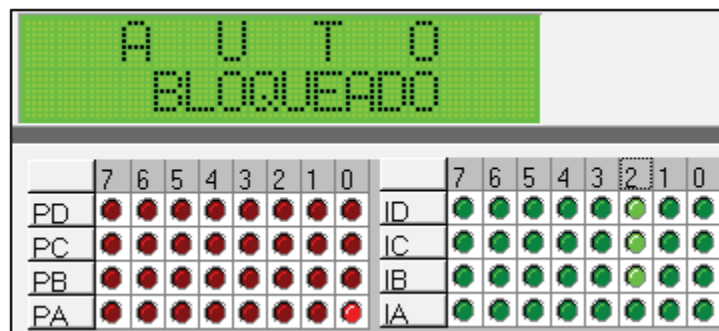 A U T O
BLOQUEADO
7 6 5 4 3 2 1 0
PD
PC
PB
PA
7 6 5 4 3 2 1 0
ID
IC
IB
IA